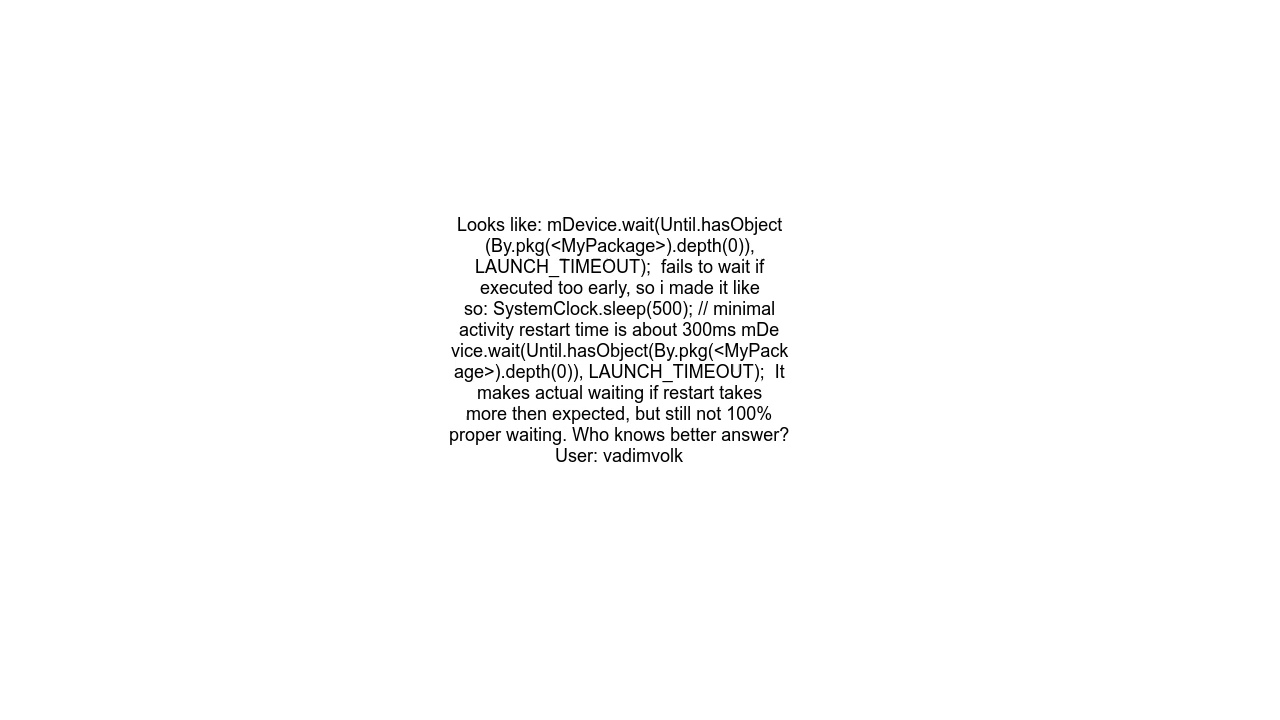 Looks like: mDevice.wait(Until.hasObject
(By.pkg(<MyPackage>).depth(0)),
LAUNCH_TIMEOUT);  fails to wait if
executed too early, so i made it like
so: SystemClock.sleep(500); // minimal
activity restart time is about 300ms mDe
vice.wait(Until.hasObject(By.pkg(<MyPack
age>).depth(0)), LAUNCH_TIMEOUT);  It
makes actual waiting if restart takes
more then expected, but still not 100%
proper waiting. Who knows better answer?
User: vadimvolk